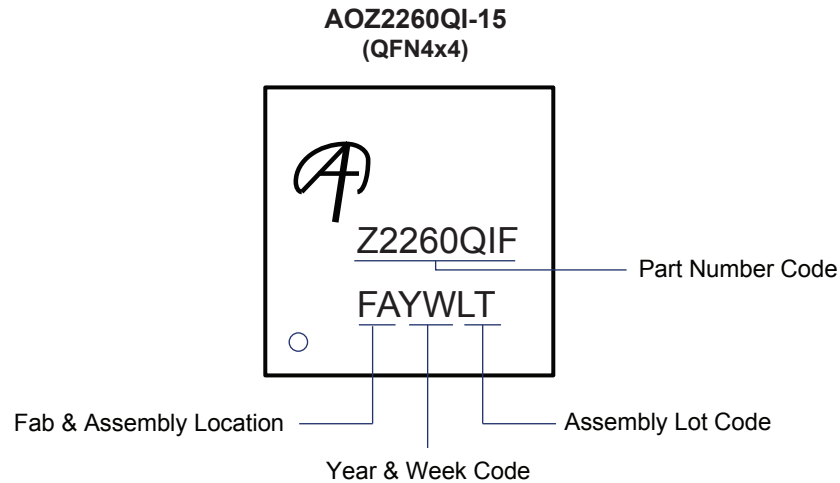 AOZ2260QI-15
(QFN4x4)
Z2260QIF
Part Number Code
FAYWLT
Fab & Assembly Location
Assembly Lot Code
Year & Week Code